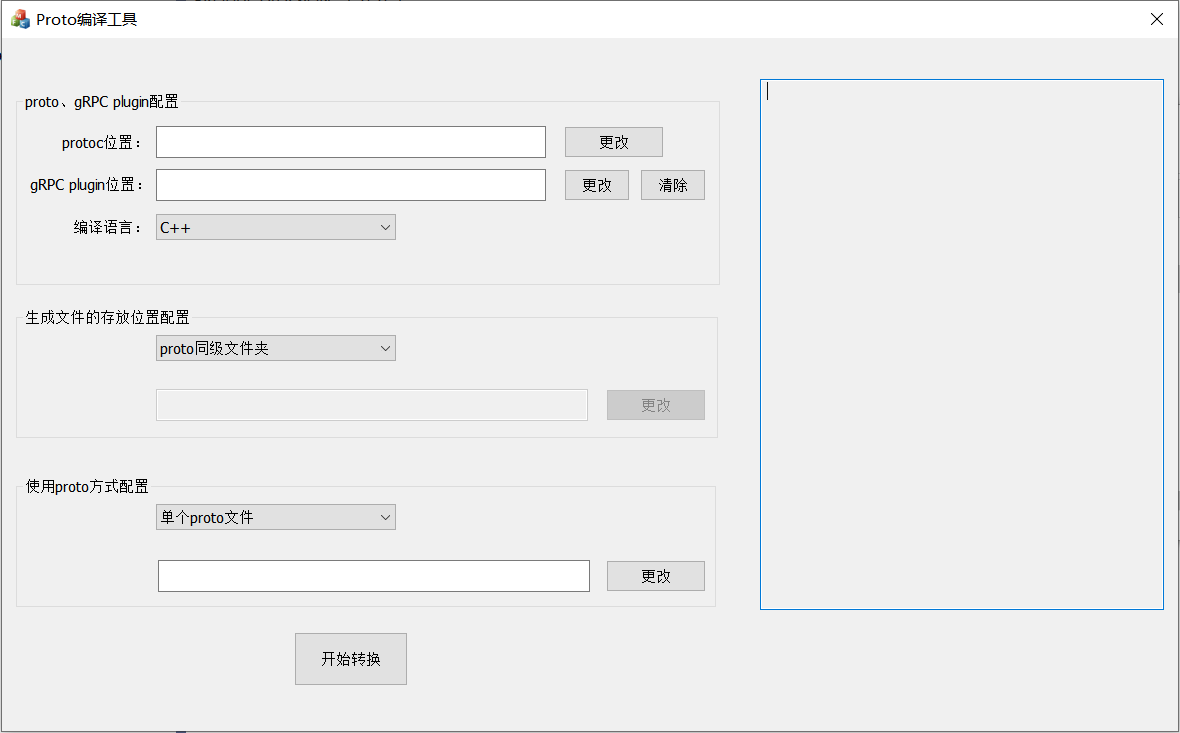 Proto编译工具
proto、gRPC plugin配置
protoc位置：
更改
gRPC plugin位置：
更改
清除
编译语言：
C++
生成文件的存放位置配置
proto同级文件夹
更改
使用proto方式配置
单个proto文件
更改
开始转换